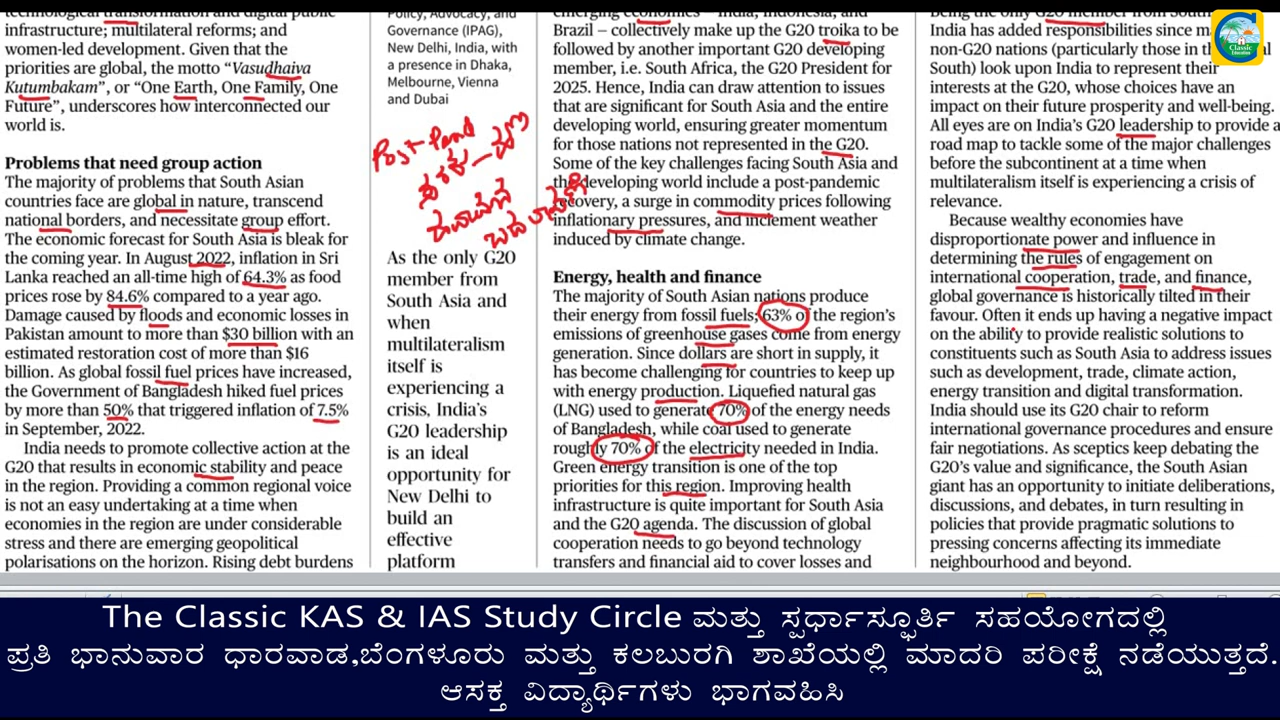 technological transformation and digital public
infrastructure; multilateral reforms; and
women-led development. Given that the
priorities are global, the motto “Vasudhaiva
Kutumbakam”, or “One Earth, One Family, One
Future”, underscores how interconnected our
world is.
Problems that need group action
The majority of problems that South Asian
countries face are global in nature, transcend
national borders, and necessitate group effort.
The economic forecast for South Asia is bleak for
the coming year. In August 2022, inflation in Sri
Lanka reached an all-time high of 64.3% as food
prices rose by 84.6% compared to a year ago.
Damage caused by floods and economic losses in
Pakistan amount to more than $30 billion with an
estimated restoration cost of more than $16
billion. As global fossil fuel prices have increased,
the Government of Bangladesh hiked fuel prices
by more than 50% that triggered inflation of 7.5%
in September, 2022.
India needs to promote collective action at the
G20 that results in economic stability and peace
in the region. Providing a common regional voice
is not an easy undertaking at a time when
economies in the region are under considerable
stress and there are emerging geopolitical
polarisations on the horizon. Rising debt burdens
Policy, Advocacy, and
Governance (IPAG),
New Delhi, India, with
a presence in Dhaka,
Melbourne, Vienna
and Dubai
Post-Pand
As the only G20
member from
South Asia and
when
multilateralism
itself is
experiencing a
crisis, India’s
G20 leadership
is an ideal
opportunity for
New Delhi to
build an
effective
platform
emerging economies – India, Indonesia, and
Brazil – collectively make up the G20 troika to be
followed by another important G20 developing
member, i.e. South Africa, the G20 President for
2025. Hence, India can draw attention to issues
that are significant for South Asia and the entire
developing world, ensuring greater momentum
for those nations not represented in the G20.
Some of the key challenges facing South Asia and
the developing world include a post-pandemic
recovery, a surge in commodity prices following
inflationary pressures, and inclement weather
induced by climate change.
Energy, health and finance
The majority of South Asian nations produce
their energy from fossil fuels; 63% of the region’s
emissions of greenhouse gases come from energy
generation. Since dollars are short in supply, it
has become challenging for countries to keep up
with energy production. Liquefied natural gas
(LNG) used to generate 70% of the energy needs
of Bangladesh, while coal used to generate
roughly 70% of the electricity needed in India.
Green energy transition is one of the top
priorities for this region. Improving health
infrastructure is quite important for South Asia
and the G20 agenda. The discussion of global
cooperation needs to go beyond technology
transfers and financial aid to cover losses and
Being the only G20 member from South
India has added responsibilities since m
non-G20 nations (particularly those in th
South) look upon India to represent their
interests at the G20, whose choices have an
impact on their future prosperity and well-being.
All eyes are on India’s G20 leadership to provide a
road map to tackle some of the major challenges
before the subcontinent at a time when
multilateralism itself is experiencing a crisis of
relevance.
Because wealthy economies have
disproportionate power and influence in
determining the rules of engagement on
international cooperation, trade, and finance,
global governance is historically tilted in their
favour. Often it ends up having a negative impact
on the ability to provide realistic solutions to
constituents such as South Asia to address issues
such as development, trade, climate action,
energy transition and digital transformation.
India should use its G20 chair to reform
international governance procedures and ensure
fair negotiations. As sceptics keep debating the
G20’s value and significance, the South Asian
giant has an opportunity to initiate deliberations,
discussions, and debates, in turn resulting in
policies that provide pragmatic solutions to
pressing concerns affecting its immediate
neighbourhood and beyond.
Classic
Education
The Classic KAS & IAS Study Circle ಮತ್ತು ಸ್ಪರ್ಧಾಸ್ಫೂರ್ತಿ ಸಹಯೋಗದಲ್ಲಿ
ಪ್ರತಿ ಭಾನುವಾರ ಧಾರವಾಡ,ಬೆಂಗಳೂರು ಮತ್ತು ಕಲಬುರಗಿ ಶಾಖೆಯಲ್ಲಿ ಮಾದರಿ ಪರೀಕ್ಷೆ ನಡೆಯುತ್ತದೆ.
ಆಸಕ್ತ ವಿದ್ಯಾರ್ಥಿಗಳು ಭಾಗವಹಿಸಿ